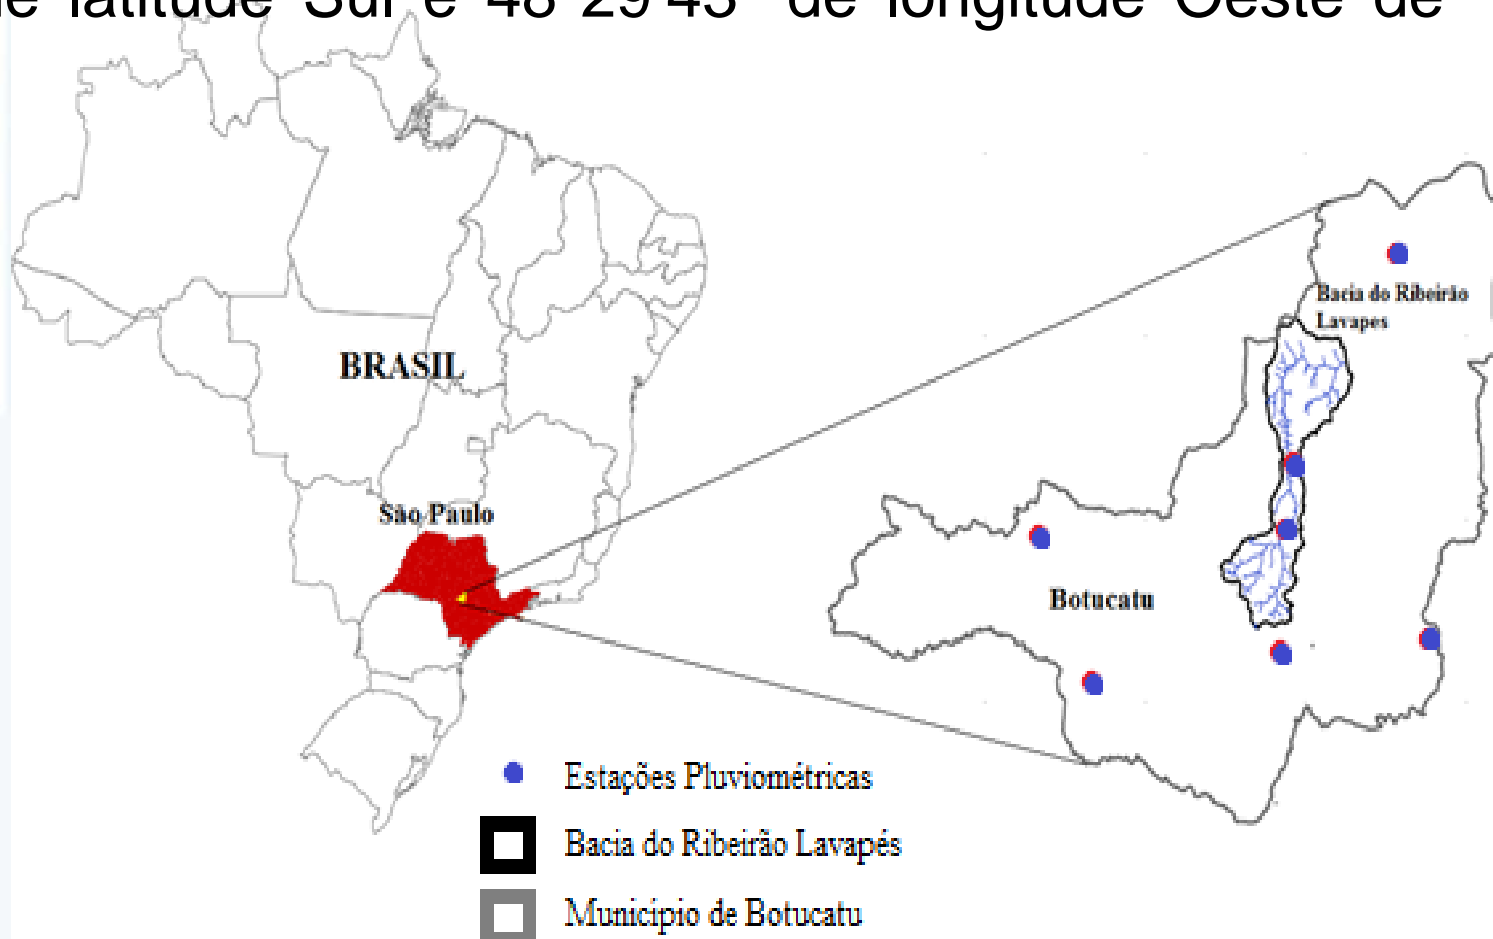 de latitude Sul e 48°29'43" de longitude Oeste de
BRASIL
São Paulo
Bacia do Ribeirão
Lavapes
Botucatu
Estações Pluviométricas
Bacia do Ribeirão Lavapés
Município de Botucatu